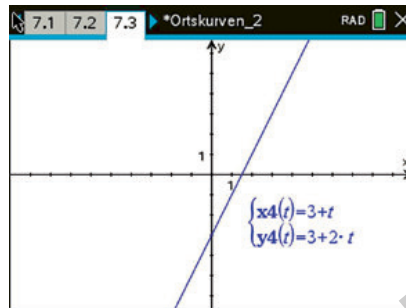 7.1 7.2 7.3 *Ortskurven_2 RAD
y
1
x
1
x4(t)=3+t
y4(t)=3+2·t